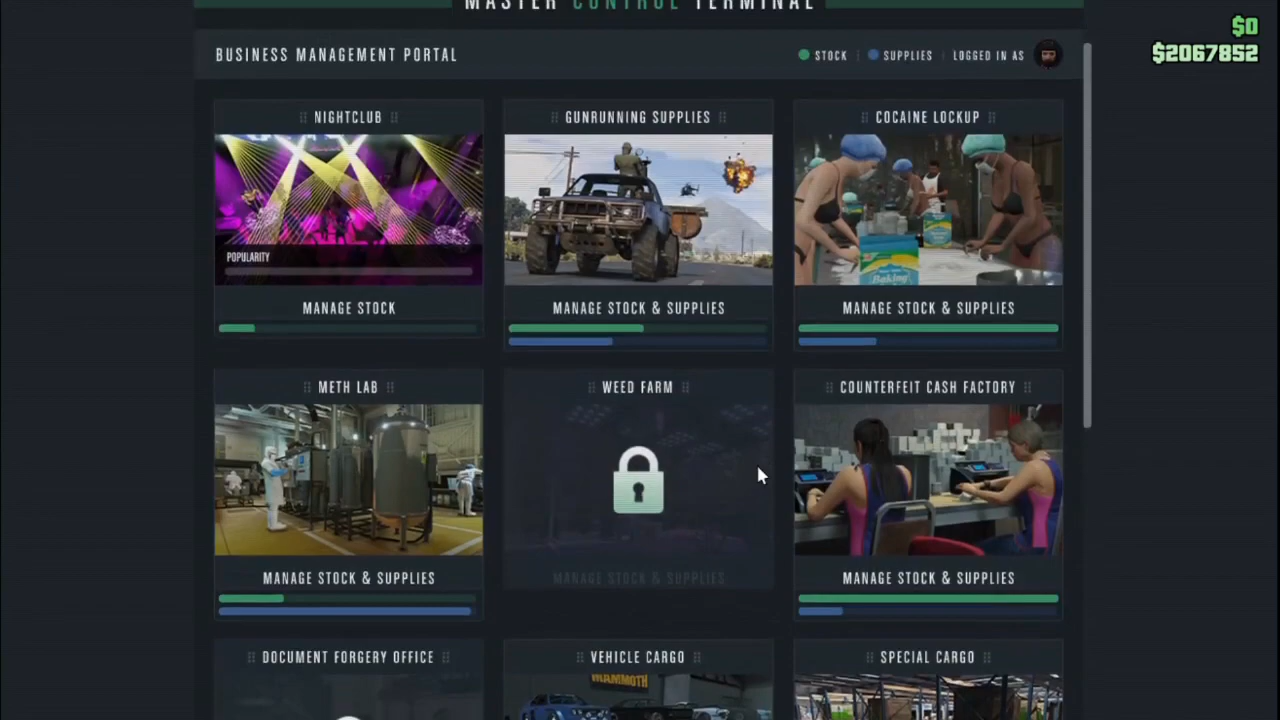 MASTER CONTROL TERMINAL
$0
$2067852
BUSINESS MANAGEMENT PORTAL
STOCK
SUPPLIES
LOGGED IN AS
NIGHTCLUB
GUNRUNNING SUPPLIES
COCAINE LOCKUP
POPULARITY
Baking
MANAGE STOCK
MANAGE STOCK & SUPPLIES
MANAGE STOCK & SUPPLIES
METH LAB
WEED FARM
COUNTERFEIT CASH FACTORY
MANAGE STOCK & SUPPLIES
MANAGE STOCK & SUPPLIES
MANAGE STOCK & SUPPLIES
DOCUMENT FORGERY OFFICE
VEHICLE CARGO
SPECIAL CARGO
MAMMOTH